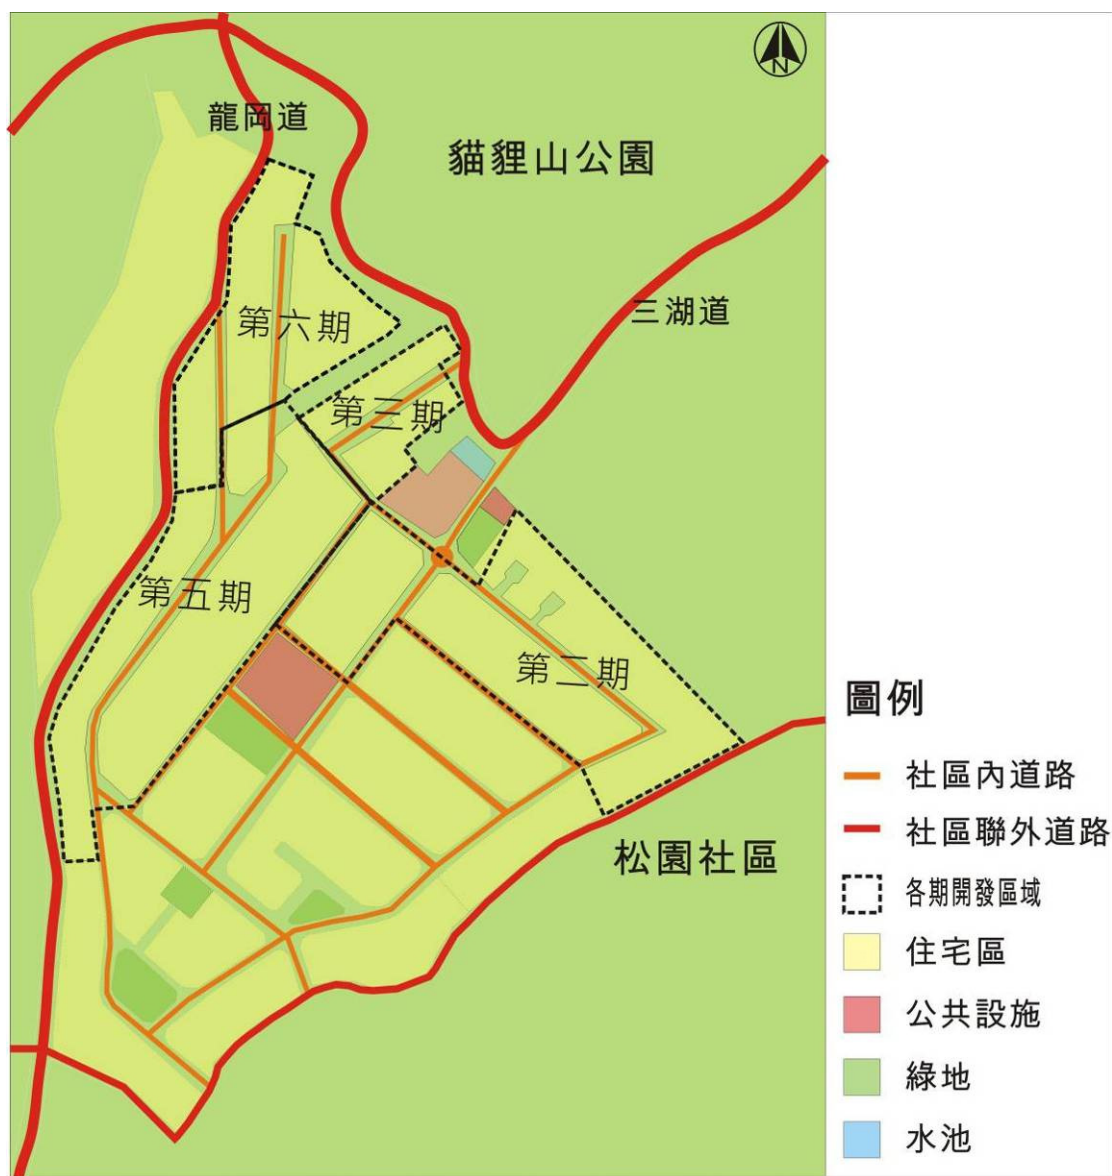 N
龍岡道
貓貍山公園
三湖道
第六期
第三期
第五期
第二期
松園社區
圖例
社區內道路
社區聯外道路
各期開發區域
住宅區
公共設施
綠地
水池